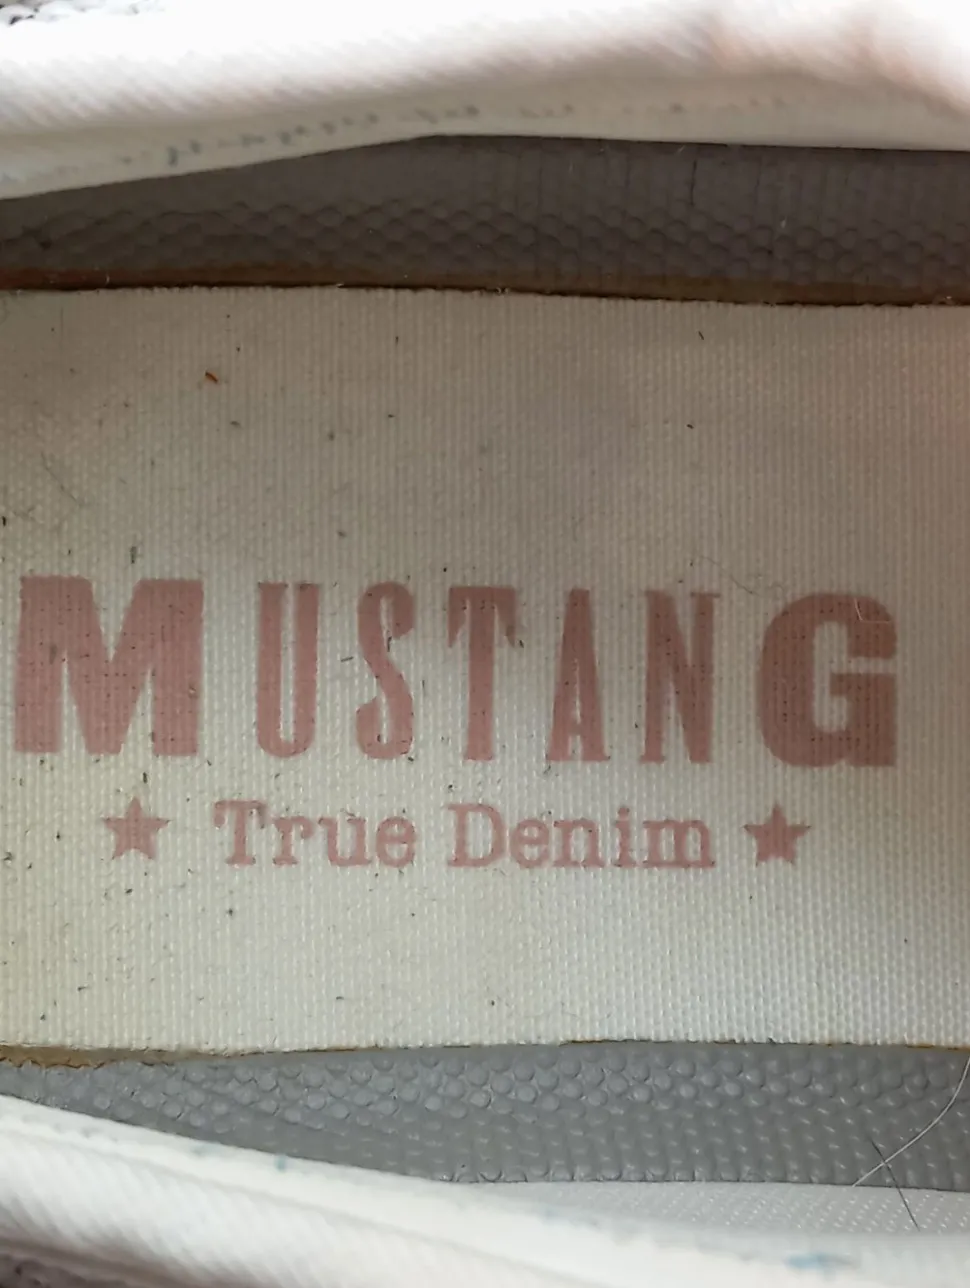 MUSTANG
★ True Denim ★